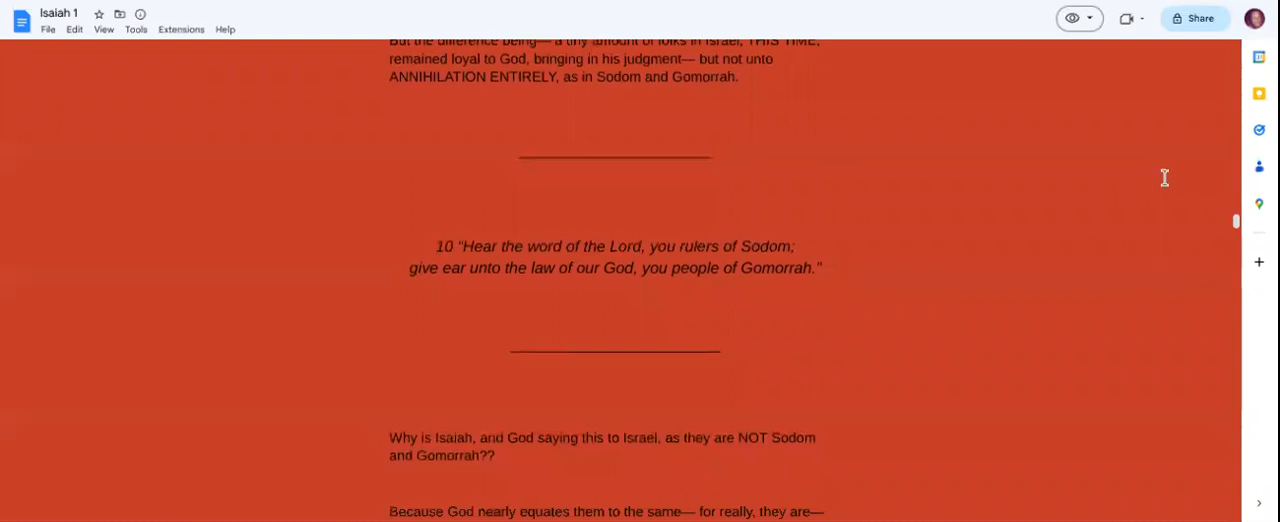 Isaiah 1
File Edit View Tools Extensions Help
Share
But the difference being— a tiny amount of folks in Israel, THIS TIME,
remained loyal to God, bringing in his judgment— but not unto
ANNIHILATION ENTIRELY, as in Sodom and Gomorrah.
10 "Hear the word of the Lord, you rulers of Sodom;
give ear unto the law of our God, you people of Gomorrah."
Why is Isaiah, and God saying this to Israel, as they are NOT Sodom
and Gomorrah??
Because God nearly equates them to the same— for really, they are—